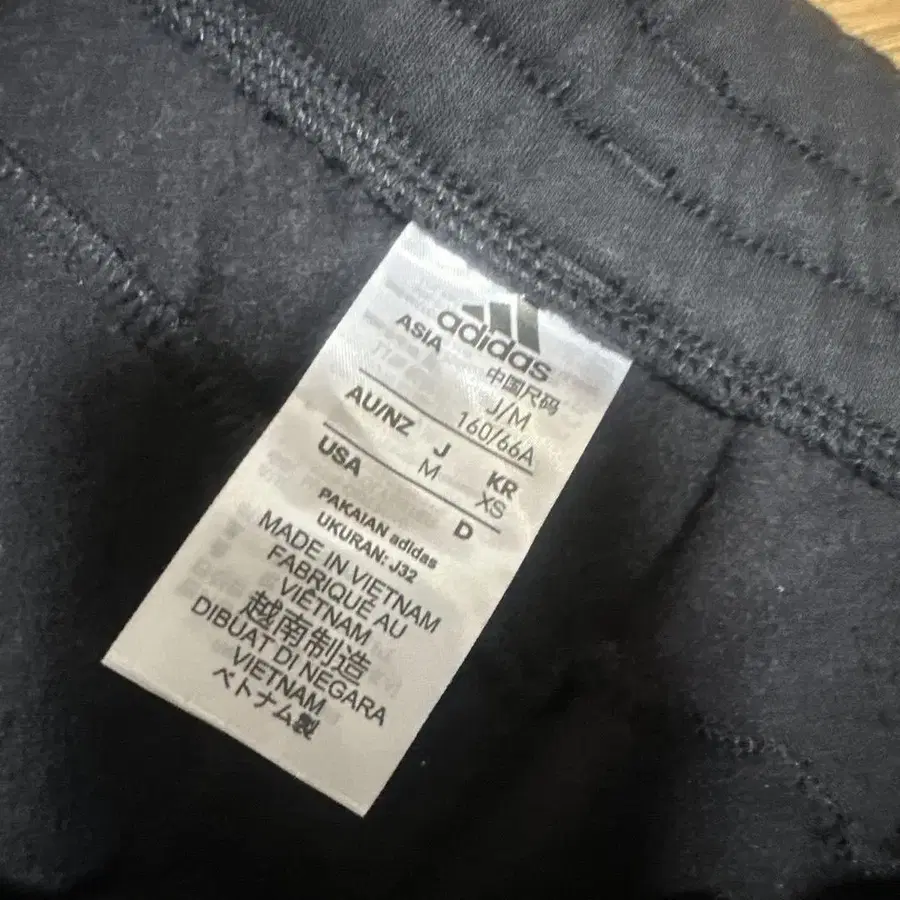 adidas
ASIA 中国尺码
J/M
160/66A
AU/NZ J KR
M XS
USA D
PAKAIAN adidas
UKURAN: J32
MADE IN VIETNAM
FABRIQUÉ AU
VIÊTNAM
越南制造
DIBUAT DI NEGARA
VIETNAM
ベトナム製